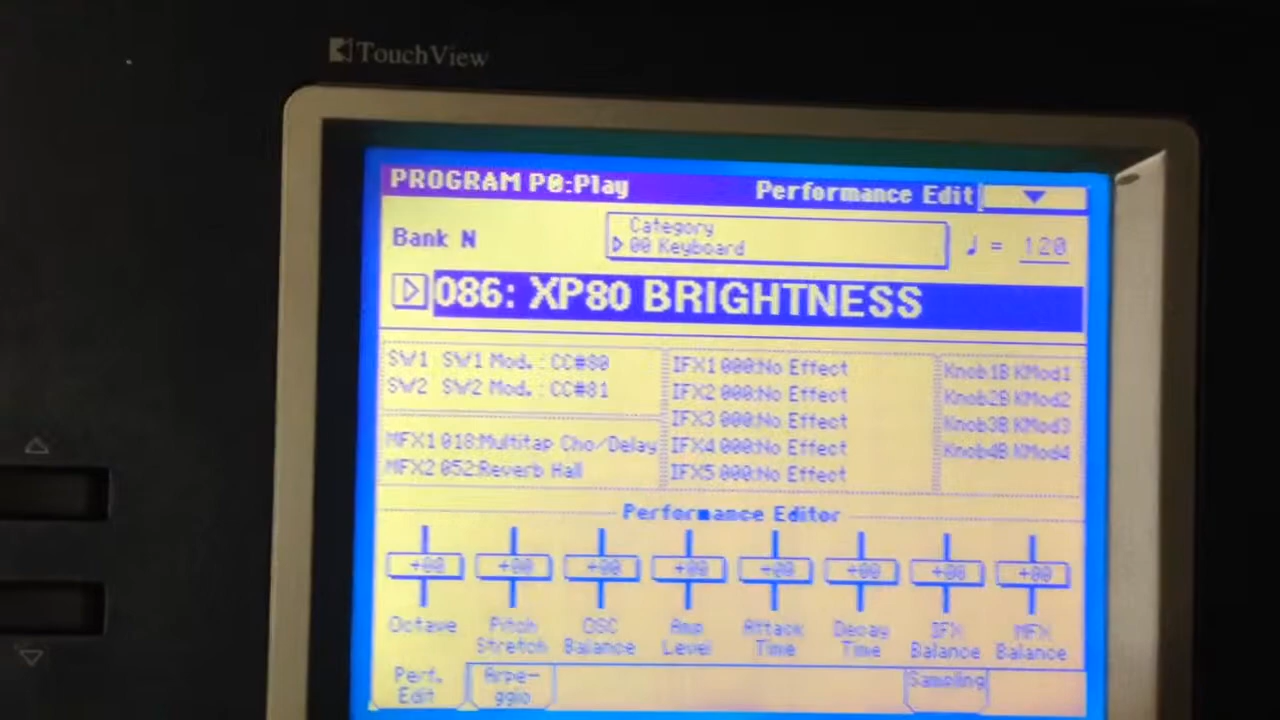 TouchView
PROGRAM P0:Play Performance Edit
Category
Bank N 00 Keyboard ♩ = 120
086: XP80 BRIGHTNESS
SW1 SW1 Mod. : CC#80
SW2 SW2 Mod. : CC#81
MFX1 018:Multitap Cho/Delay
MFX2 052:Reverb Hall
IFX1 000:No Effect
IFX2 000:No Effect
IFX3 000:No Effect
IFX4 000:No Effect
IFX5 000:No Effect
Knob1B KMod1
Knob2B KMod2
Knob3B KMod3
Knob4B KMod4
Performance Editor
+00 +00 +00 +00 +00 +00 +00 +00
Octave Pitch OSC Amp Attack Decay IFX MFX
Stretch Balance Level Time Time Balance Balance
Perf. Arpe- Sampling
Edit ggio